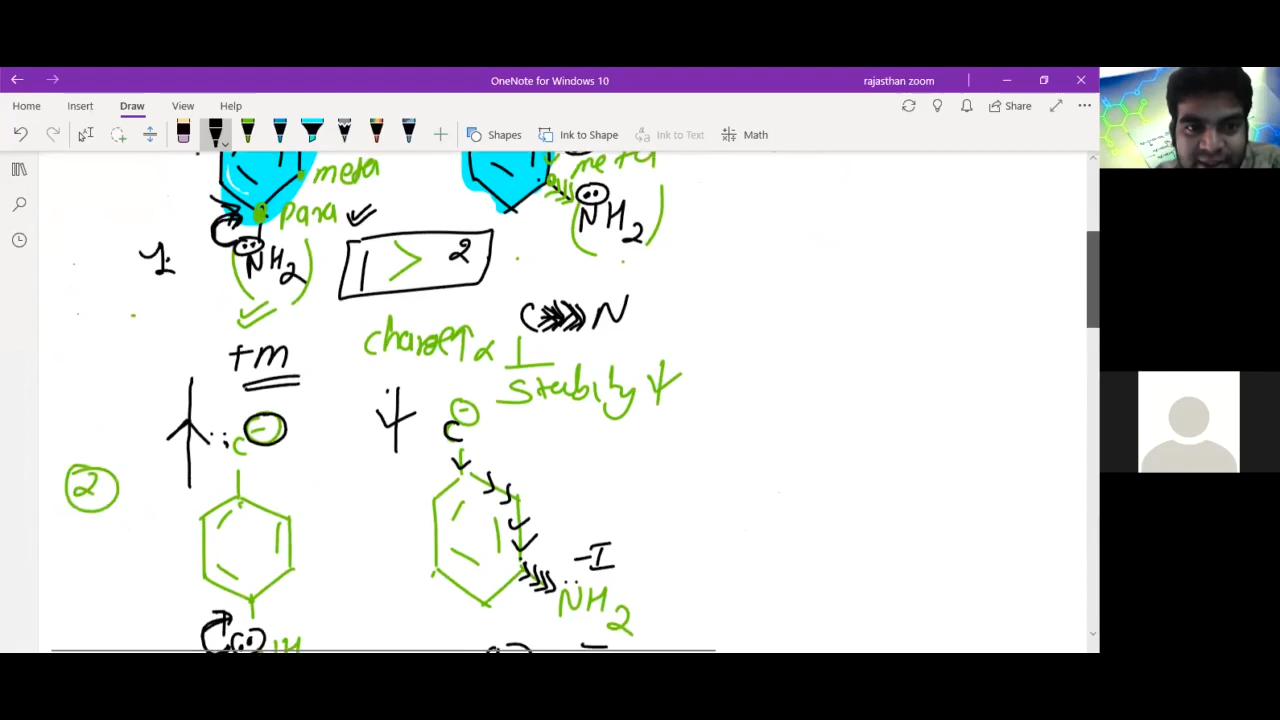 OneNote for Windows 10
rajasthan zoom
Home Insert Draw View Help
Share
Shapes
Ink to Shape
Ink to Text
Math
meta
meta
para
NH2
NH2
1 > 2
C N
+m
charge↑ ∝ 1
Stability ↓
C -
C -
2
-I
NH2